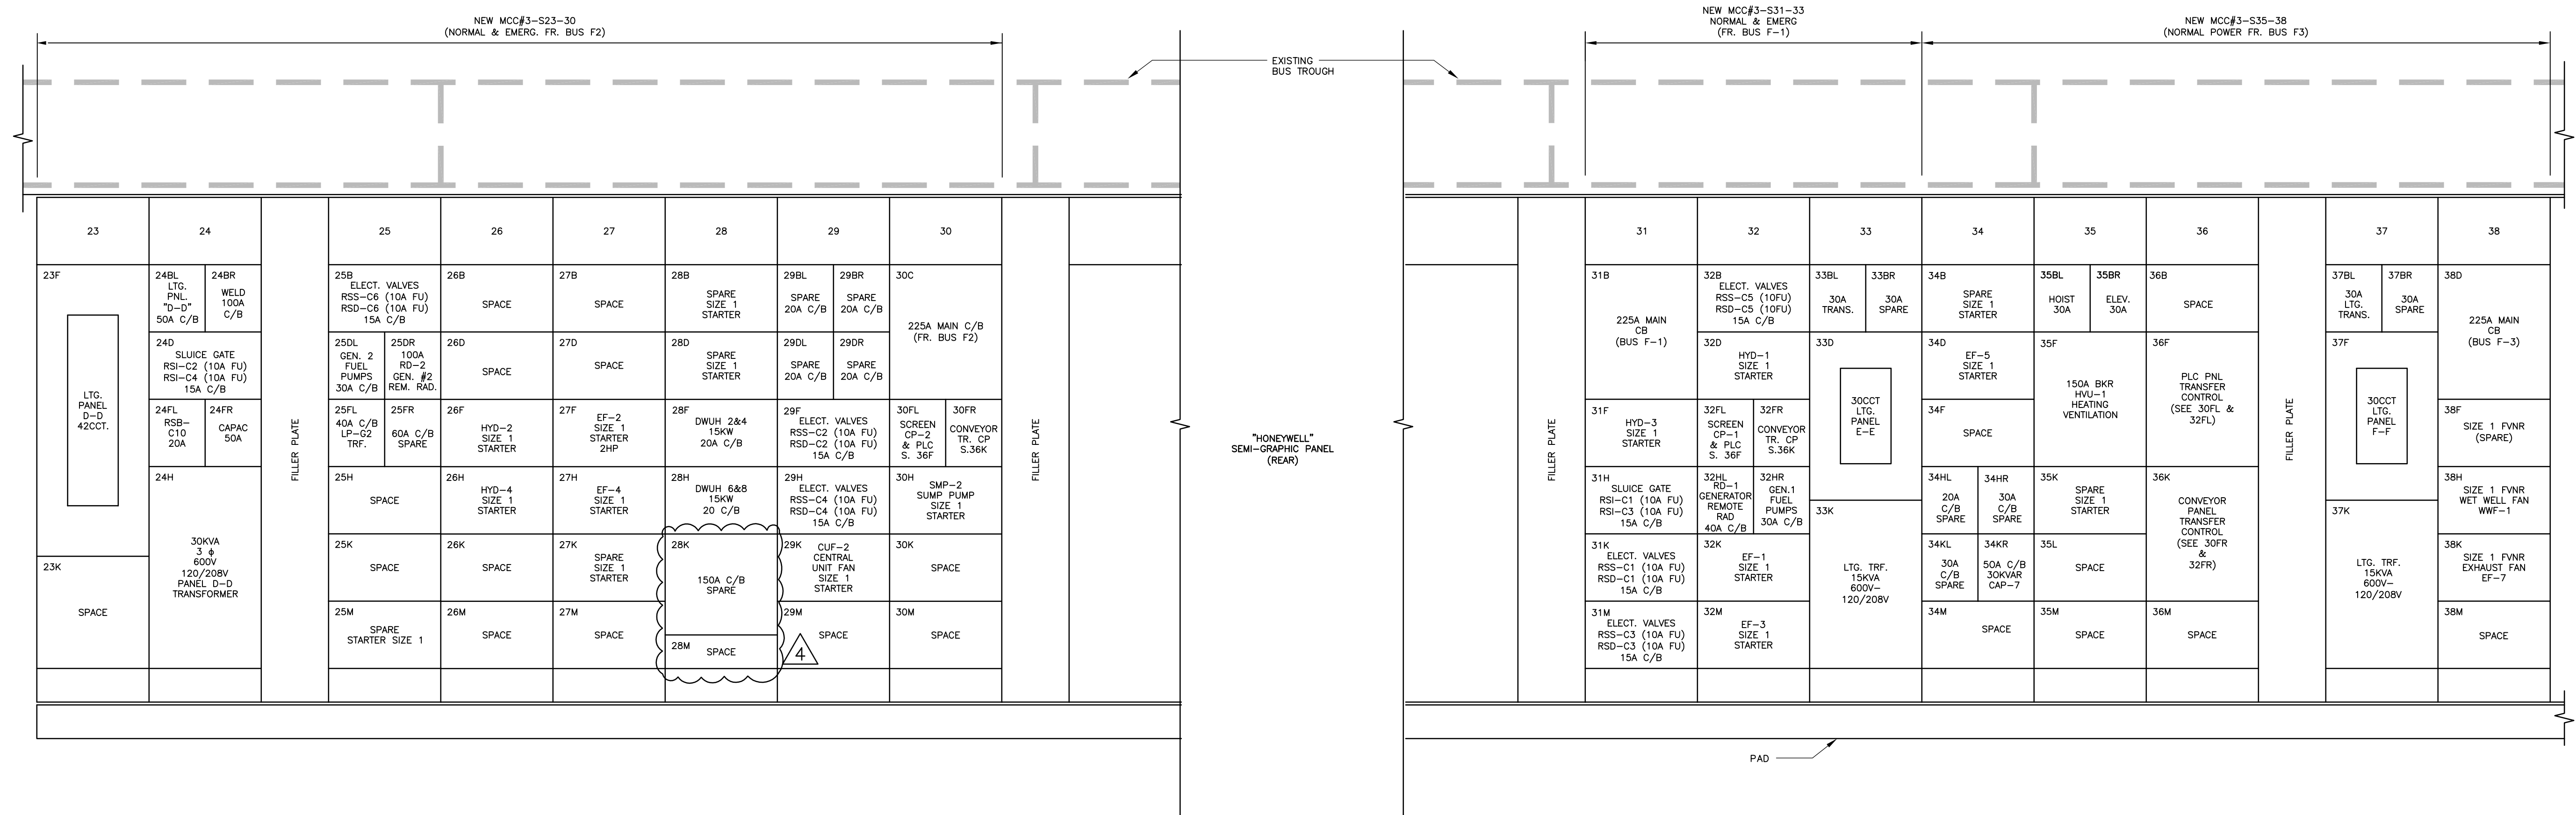 NEW MCC#3-S23-30
(NORMAL & EMERG. FR. BUS F2)
NEW MCC#3-S31-33
NORMAL & EMERG
(FR. BUS F-1)
NEW MCC#3-S35-38
(NORMAL POWER FR. BUS F3)
EXISTING
BUS TROUGH
23
24
25
26
27
28
29
30
31
32
33
34
35
36
37
38
23F
LTG.
PANEL
D-D
42CCT.
23K
SPACE
24BL
LTG.
PNL.
"D-D"
50A C/B
24BR
WELD
100A
C/B
24D
SLUICE GATE
RSI-C2 (10A FU)
RSI-C4 (10A FU)
15A C/B
24FL
RSB-
C10
20A
24FR
CAPAC
50A
24H
30KVA
3 ϕ
600V
120/208V
PANEL D-D
TRANSFORMER
FILLER PLATE
25B
ELECT. VALVES
RSS-C6 (10A FU)
RSD-C6 (10A FU)
15A C/B
25DL
GEN. 2
FUEL
PUMPS
30A C/B
25DR
100A
RD-2
GEN. #2
REM. RAD.
25FL
40A C/B
LP-G2
TRF.
25FR
60A C/B
SPARE
25H
SPACE
25K
SPACE
25M
SPARE
STARTER SIZE 1
26B
SPACE
26D
SPACE
26F
HYD-2
SIZE 1
STARTER
26H
HYD-4
SIZE 1
STARTER
26K
SPACE
26M
SPACE
27B
SPACE
27D
SPACE
27F
EF-2
SIZE 1
STARTER
2HP
27H
EF-4
SIZE 1
STARTER
27K
SPARE
SIZE 1
STARTER
27M
SPACE
28B
SPARE
SIZE 1
STARTER
28D
SPARE
SIZE 1
STARTER
28F
DWUH 2&4
15KW
20A C/B
28H
DWUH 6&8
15KW
20 C/B
28K
150A C/B
SPARE
28M
SPACE
4
29BL
SPARE
20A C/B
29BR
SPARE
20A C/B
29DL
SPARE
20A C/B
29DR
SPARE
20A C/B
29F
ELECT. VALVES
RSS-C2 (10A FU)
RSD-C2 (10A FU)
15A C/B
29H
ELECT. VALVES
RSS-C4 (10A FU)
RSD-C4 (10A FU)
15A C/B
29K
CUF-2
CENTRAL
UNIT FAN
SIZE 1
STARTER
29M
SPACE
30C
225A MAIN C/B
(FR. BUS F2)
30FL
SCREEN
CP-2
& PLC
S. 36F
30FR
CONVEYOR
TR. CP
S.36K
30H
SMP-2
SUMP PUMP
SIZE 1
STARTER
30K
SPACE
30M
SPACE
FILLER PLATE
"HONEYWELL"
SEMI-GRAPHIC PANEL
(REAR)
FILLER PLATE
31B
225A MAIN
CB
(BUS F-1)
31F
HYD-3
SIZE 1
STARTER
31H
SLUICE GATE
RSI-C1 (10A FU)
RSI-C3 (10A FU)
15A C/B
31K
ELECT. VALVES
RSS-C1 (10A FU)
RSD-C1 (10A FU)
15A C/B
31M
ELECT. VALVES
RSS-C3 (10A FU)
RSD-C3 (10A FU)
15A C/B
32B
ELECT. VALVES
RSS-C5 (10FU)
RSD-C5 (10FU)
15A C/B
32D
HYD-1
SIZE 1
STARTER
32FL
SCREEN
CP-1
& PLC
S. 36F
32FR
CONVEYOR
TR. CP
S.36K
32HL
RD-1
GENERATOR
REMOTE
RAD
40A C/B
32HR
GEN.1
FUEL
PUMPS
30A C/B
32K
EF-1
SIZE 1
STARTER
32M
EF-3
SIZE 1
STARTER
33BL
30A
TRANS.
33BR
30A
SPARE
33D
30CCT
LTG.
PANEL
E-E
33K
LTG. TRF.
15KVA
600V-
120/208V
34B
SPARE
SIZE 1
STARTER
34D
EF-5
SIZE 1
STARTER
34F
SPACE
34HL
20A
C/B
SPARE
34HR
30A
C/B
SPARE
34KL
30A
C/B
SPARE
34KR
50A C/B
30KVAR
CAP-7
34M
SPACE
35BL
HOIST
30A
35BR
ELEV.
30A
35F
150A BKR
HVU-1
HEATING
VENTILATION
35K
SPARE
SIZE 1
STARTER
35L
SPACE
35M
SPACE
36B
SPACE
36F
PLC PNL
TRANSFER
CONTROL
(SEE 30FL &
32FL)
36K
CONVEYOR
PANEL
TRANSFER
CONTROL
(SEE 30FR
&
32FR)
36M
SPACE
FILLER PLATE
37BL
30A
LTG.
TRANS.
37BR
30A
SPARE
37F
30CCT
LTG.
PANEL
F-F
37K
LTG. TRF.
15KVA
600V-
120/208V
38D
225A MAIN
CB
(BUS F-3)
38F
SIZE 1 FVNR
(SPARE)
38H
SIZE 1 FVNR
WET WELL FAN
WWF-1
38K
SIZE 1 FVNR
EXHAUST FAN
EF-7
38M
SPACE
PAD